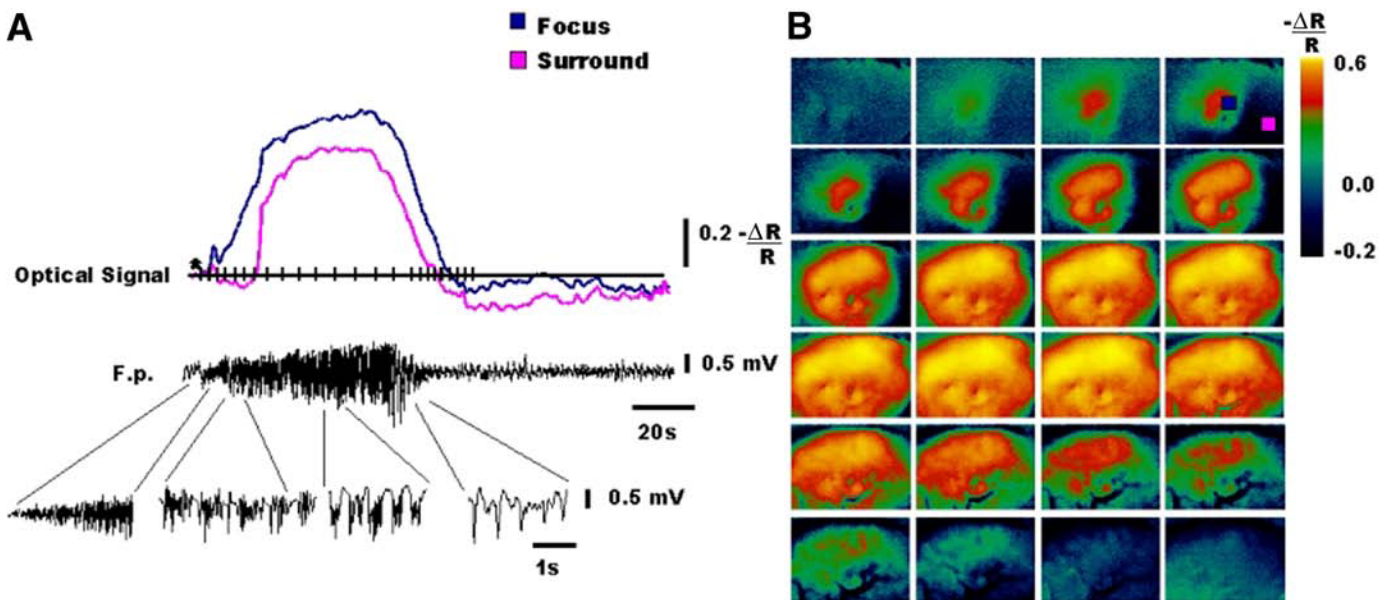 A
Focus
Surround
0.2 -ΔR
R
Optical Signal
F.p.
0.5 mV
20s
0.5 mV
1s
B
-ΔR
R
0.6
0.0
-0.2